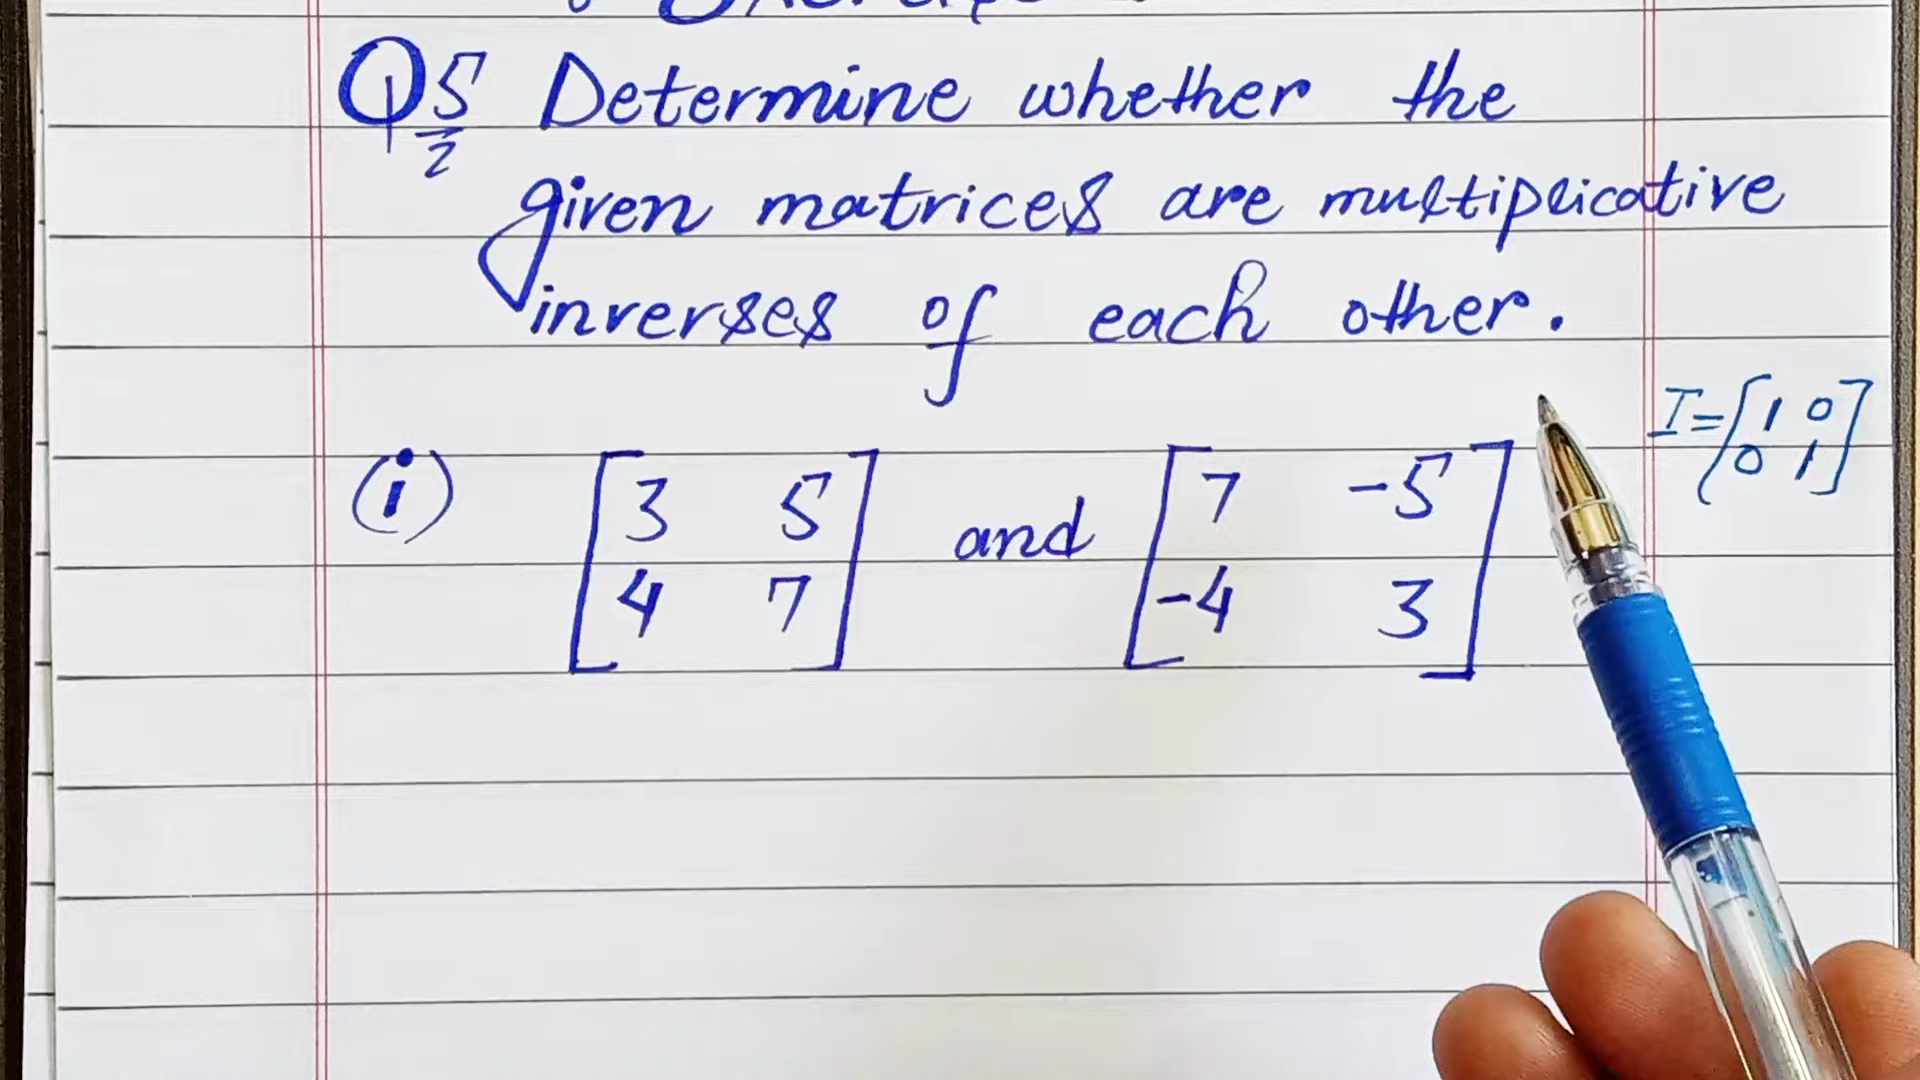 Q5 Determine whether the
given matrices are multiplicative
inverses of each other.
I = [1 0
0 1]
(i) [3 5
4 7] and [7 -5
-4 3]